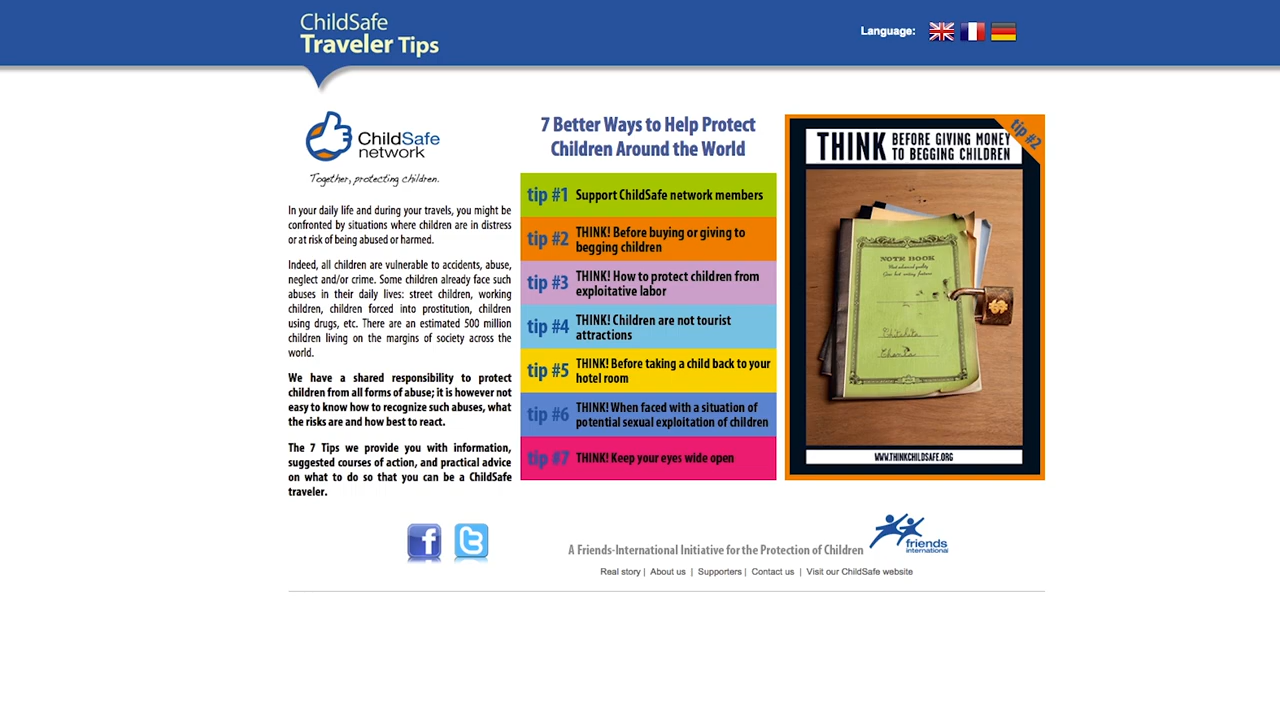 ChildSafe
Traveler Tips
Language:
ChildSafe
network
Together, protecting children.
In your daily life and during your travels, you might be
confronted by situations where children are in distress
or at risk of being abused or harmed.
Indeed, all children are vulnerable to accidents, abuse,
neglect and/or crime. Some children already face such
abuses in their daily lives: street children, working
children, children forced into prostitution, children
using drugs, etc. There are an estimated 500 million
children living on the margins of society across the
world.
We have a shared responsibility to protect
children from all forms of abuse; it is however not
easy to know how to recognize such abuses, what
the risks are and how best to react.
The 7 Tips we provide you with information,
suggested courses of action, and practical advice
on what to do so that you can be a ChildSafe
traveler.
7 Better Ways to Help Protect
Children Around the World
tip #1 Support ChildSafe network members
tip #2 THINK! Before buying or giving to
begging children
tip #3 THINK! How to protect children from
exploitative labor
tip #4 THINK! Children are not tourist
attractions
tip #5 THINK! Before taking a child back to your
hotel room
tip #6 THINK! When faced with a situation of
potential sexual exploitation of children
tip #7 THINK! Keep your eyes wide open
tip #2
THINK BEFORE GIVING MONEY
TO BEGGING CHILDREN
NOTE BOOK
Most advanced quality
Give best writing features
WWW.THINKCHILDSAFE.ORG
f
t
A Friends-International Initiative for the Protection of Children
friends
international
Real story | About us | Supporters | Contact us | Visit our ChildSafe website